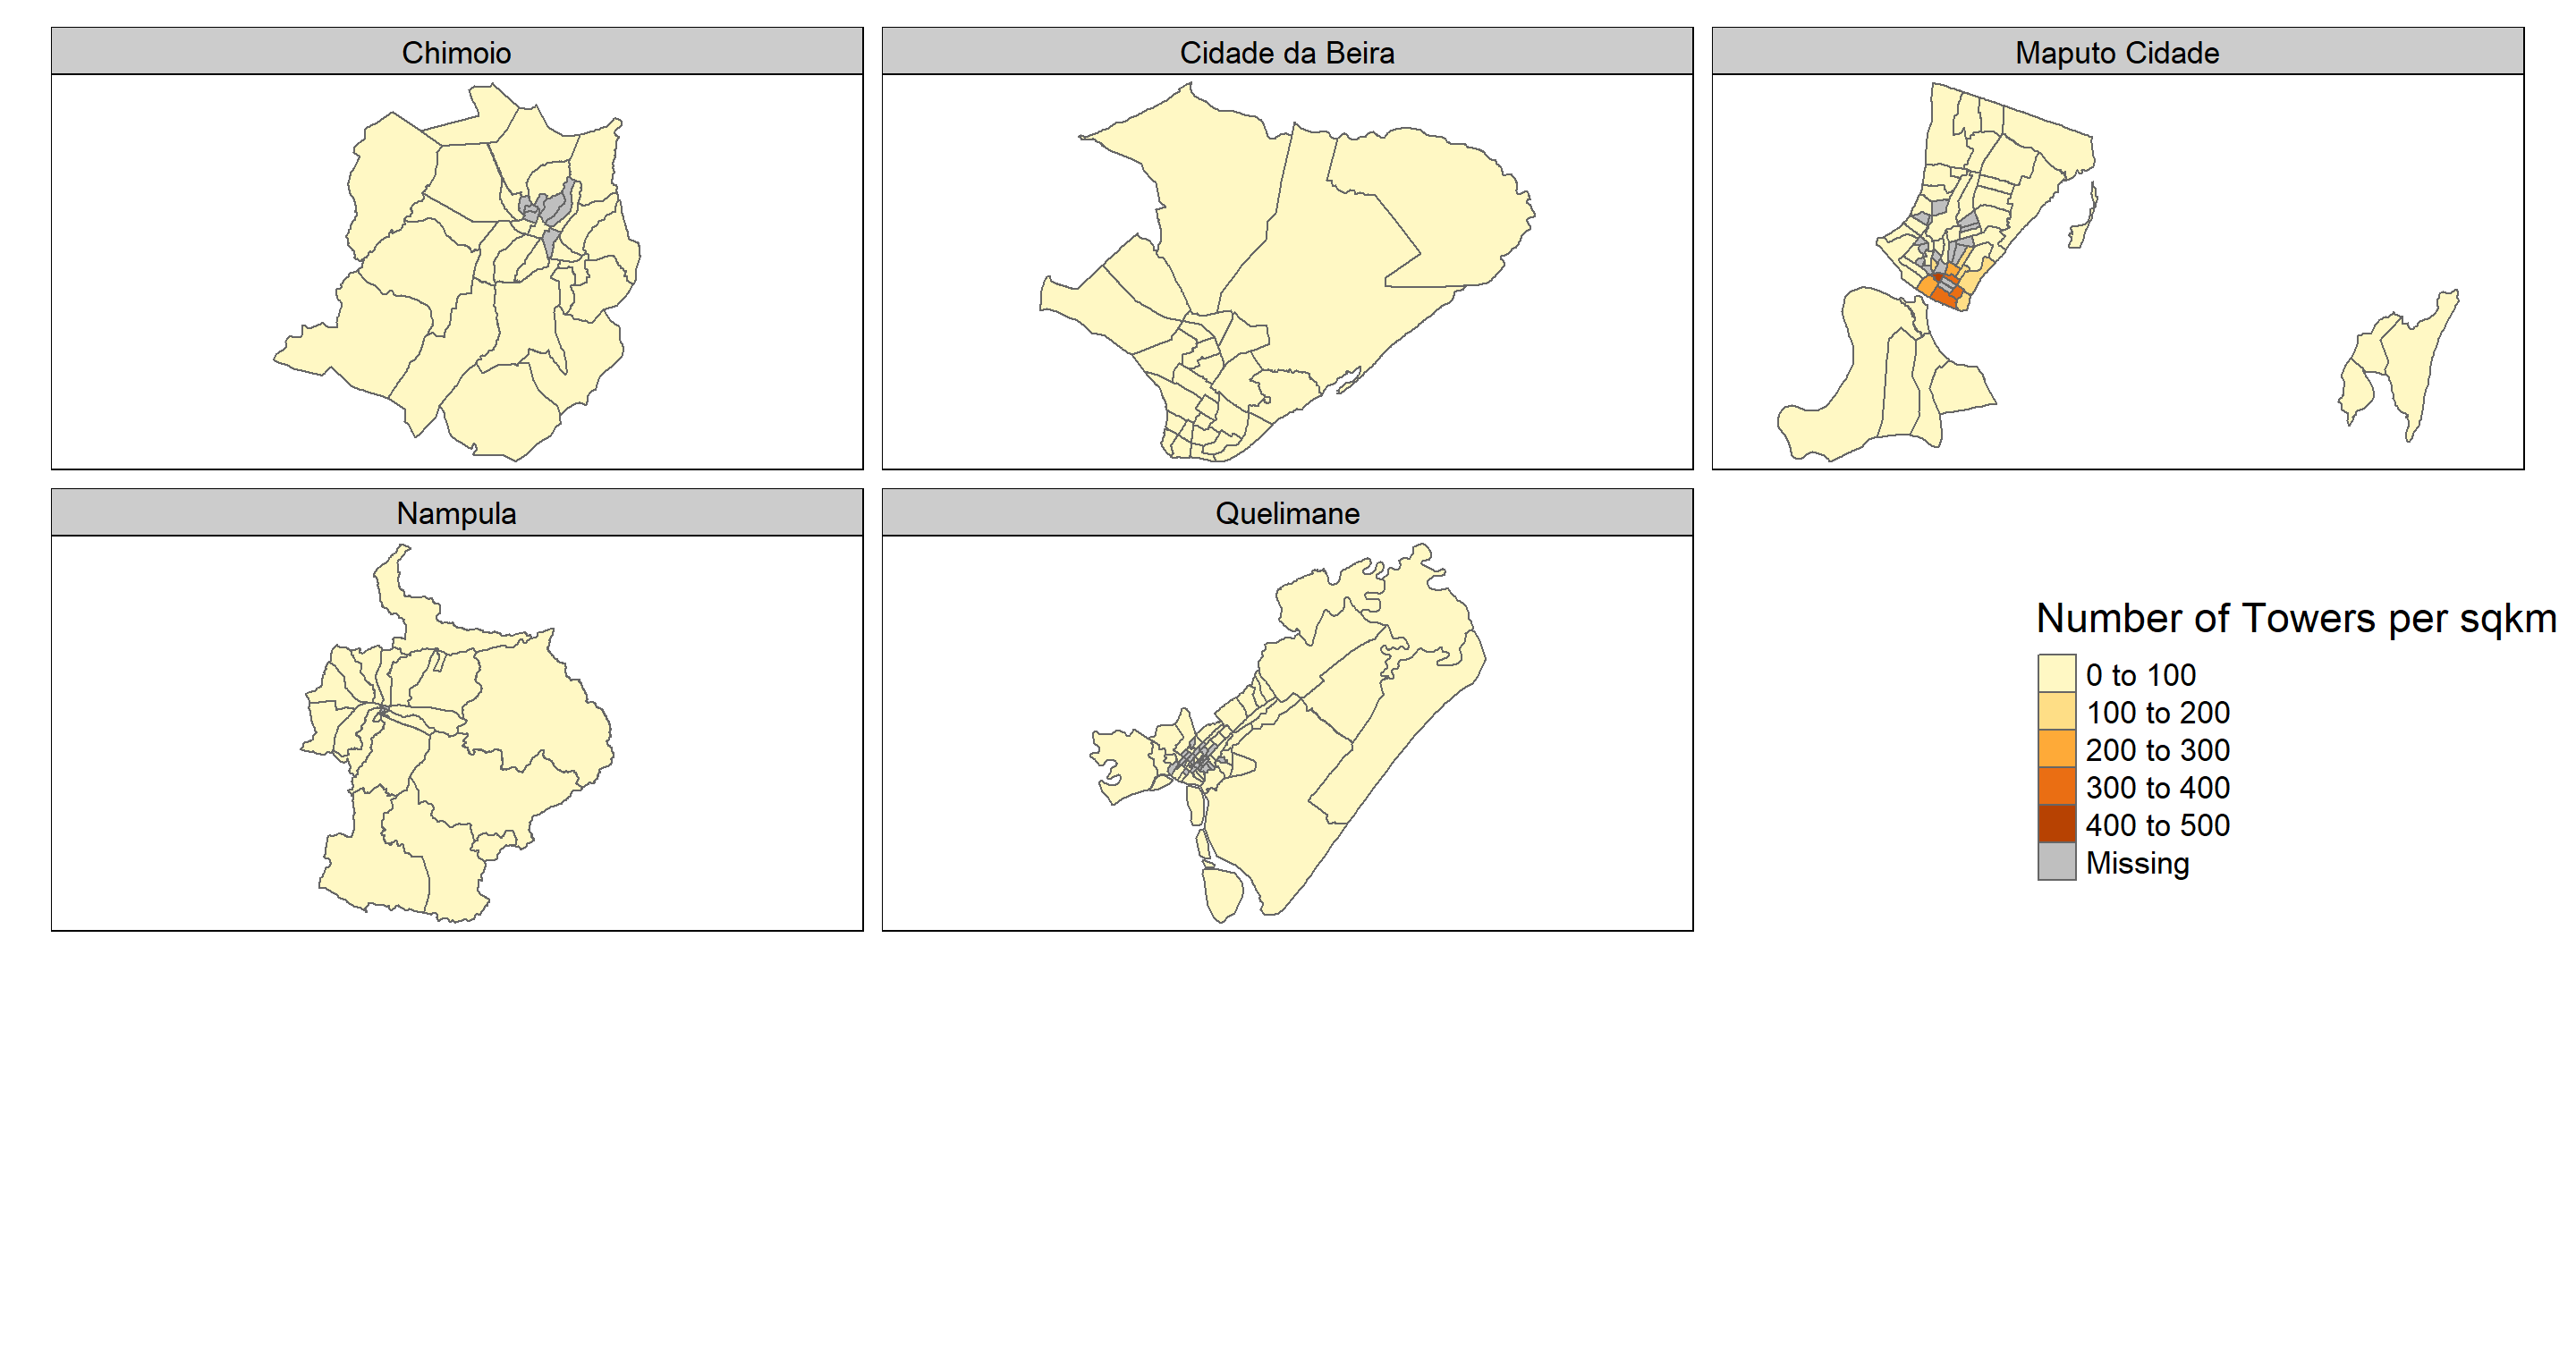 Chimoio
Cidade da Beira
Maputo Cidade
Nampula
Quelimane
Number of Towers per sqkm
0 to 100
100 to 200
200 to 300
300 to 400
400 to 500
Missing